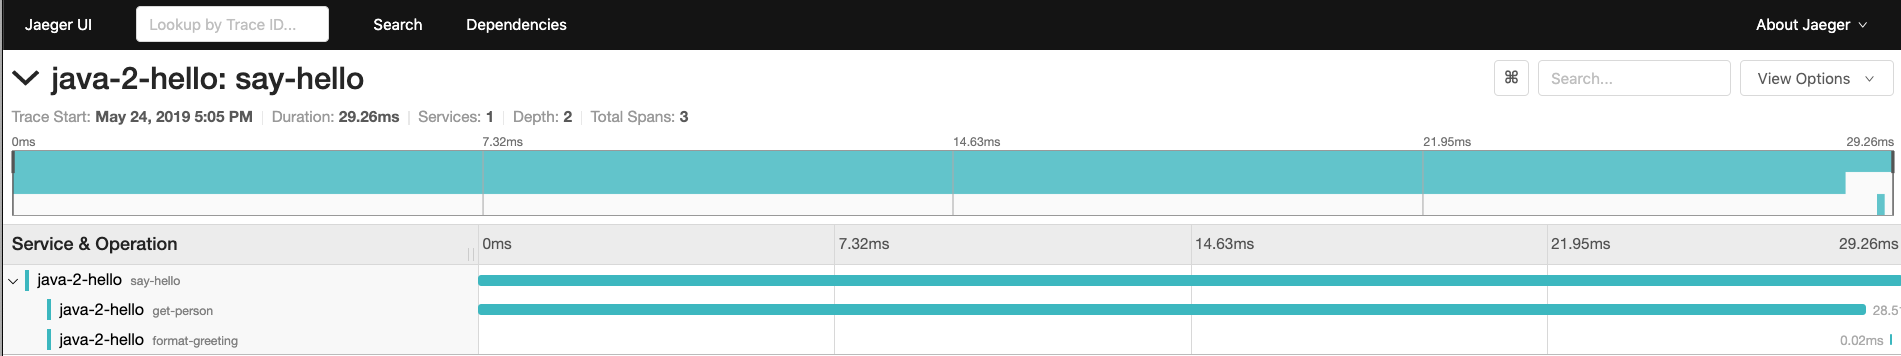 Jaeger UI Lookup by Trace ID... Search Dependencies About Jaeger
java-2-hello: say-hello ⌘ Search... View Options
Trace Start: May 24, 2019 5:05 PM Duration: 29.26ms Services: 1 Depth: 2 Total Spans: 3
0ms 7.32ms 14.63ms 21.95ms 29.26ms
Service & Operation 0ms 7.32ms 14.63ms 21.95ms 29.26ms
java-2-hello say-hello
java-2-hello get-person 28.51
java-2-hello format-greeting 0.02ms